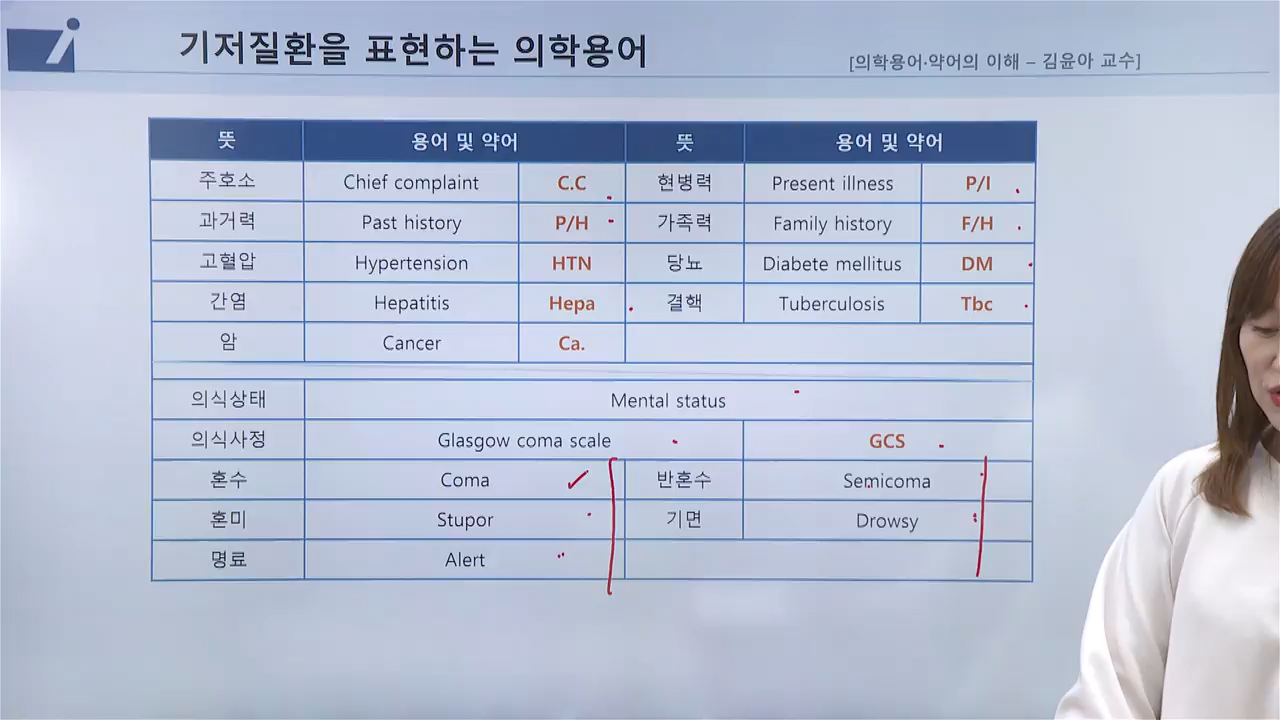 기저질환을 표현하는 의학용어
[의학용어·약어의 이해 – 김윤아 교수]
뜻 용어 및 약어 뜻 용어 및 약어
주호소 Chief complaint C.C 현병력 Present illness P/I
과거력 Past history P/H 가족력 Family history F/H
고혈압 Hypertension HTN 당뇨 Diabete mellitus DM
간염 Hepatitis Hepa 결핵 Tuberculosis Tbc
암 Cancer Ca.
의식상태 Mental status
의식사정 Glasgow coma scale GCS
혼수 Coma 반혼수 Semicoma
혼미 Stupor 기면 Drowsy
명료 Alert